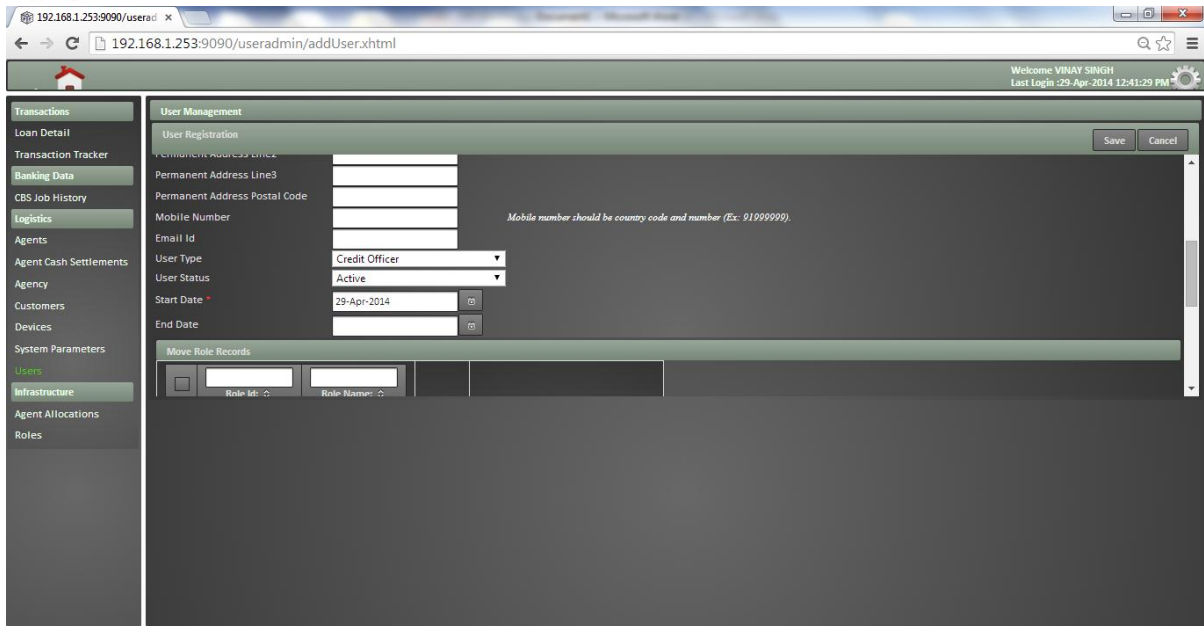 192.168.1.253:9090/userad
192.168.1.253:9090/useradmin/addUser.xhtml
Welcome VINAY SINGH
Last Login :29-Apr-2014 12:41:29 PM
Transactions
Loan Detail
Transaction Tracker
Banking Data
CBS Job History
Logistics
Agents
Agent Cash Settlements
Agency
Customers
Devices
System Parameters
Users
Infrastructure
Agent Allocations
Roles
User Management
User Registration
Save Cancel
Permanent Address Line2
Permanent Address Line3
Permanent Address Postal Code
Mobile Number Mobile number should be country code and number (Ex: 91999999).
Email Id
User Type Credit Officer
User Status Active
Start Date * 29-Apr-2014
End Date
Move Role Records
Role Id: Role Name: